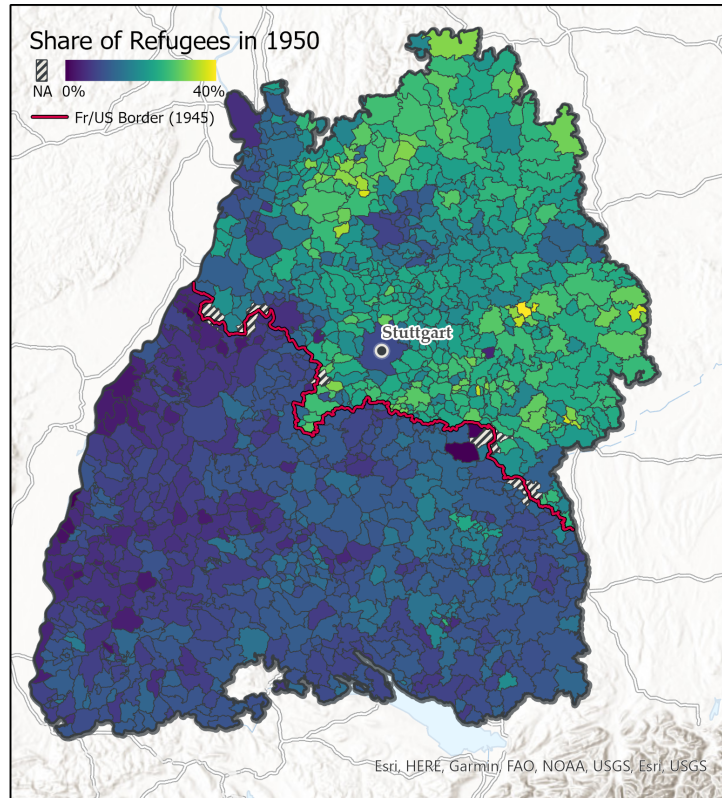 Share of Refugees in 1950
NA 0% 40%
Fr/US Border (1945)
Stuttgart
Esri, HERE, Garmin, FAO, NOAA, USGS, Esri, USGS